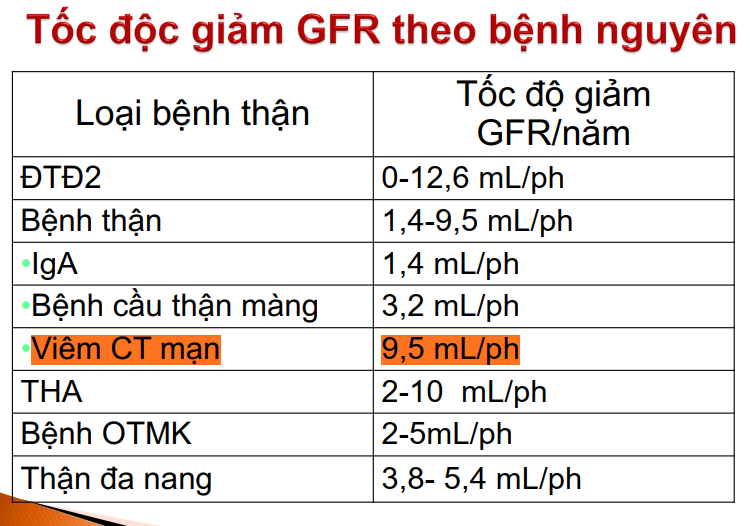 Tốc độc giảm GFR theo bệnh nguyên
Loại bệnh thận
Tốc độ giảm
GFR/năm
ĐTĐ2
0-12,6 mL/ph
Bệnh thận
1,4-9,5 mL/ph
•IgA
1,4 mL/ph
•Bệnh cầu thận màng
3,2 mL/ph
•Viêm CT mạn
9,5 mL/ph
THA
2-10 mL/ph
Bệnh OTMK
2-5mL/ph
Thận đa nang
3,8- 5,4 mL/ph